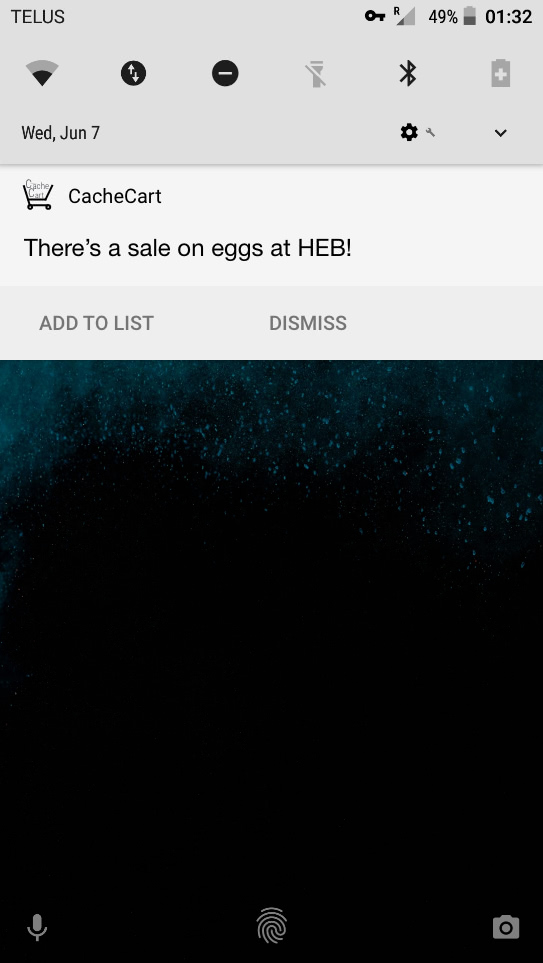 TELUS
R
49%
01:32
Wed, Jun 7
Cache
Cart
CacheCart
There’s a sale on eggs at HEB!
ADD TO LIST
DISMISS